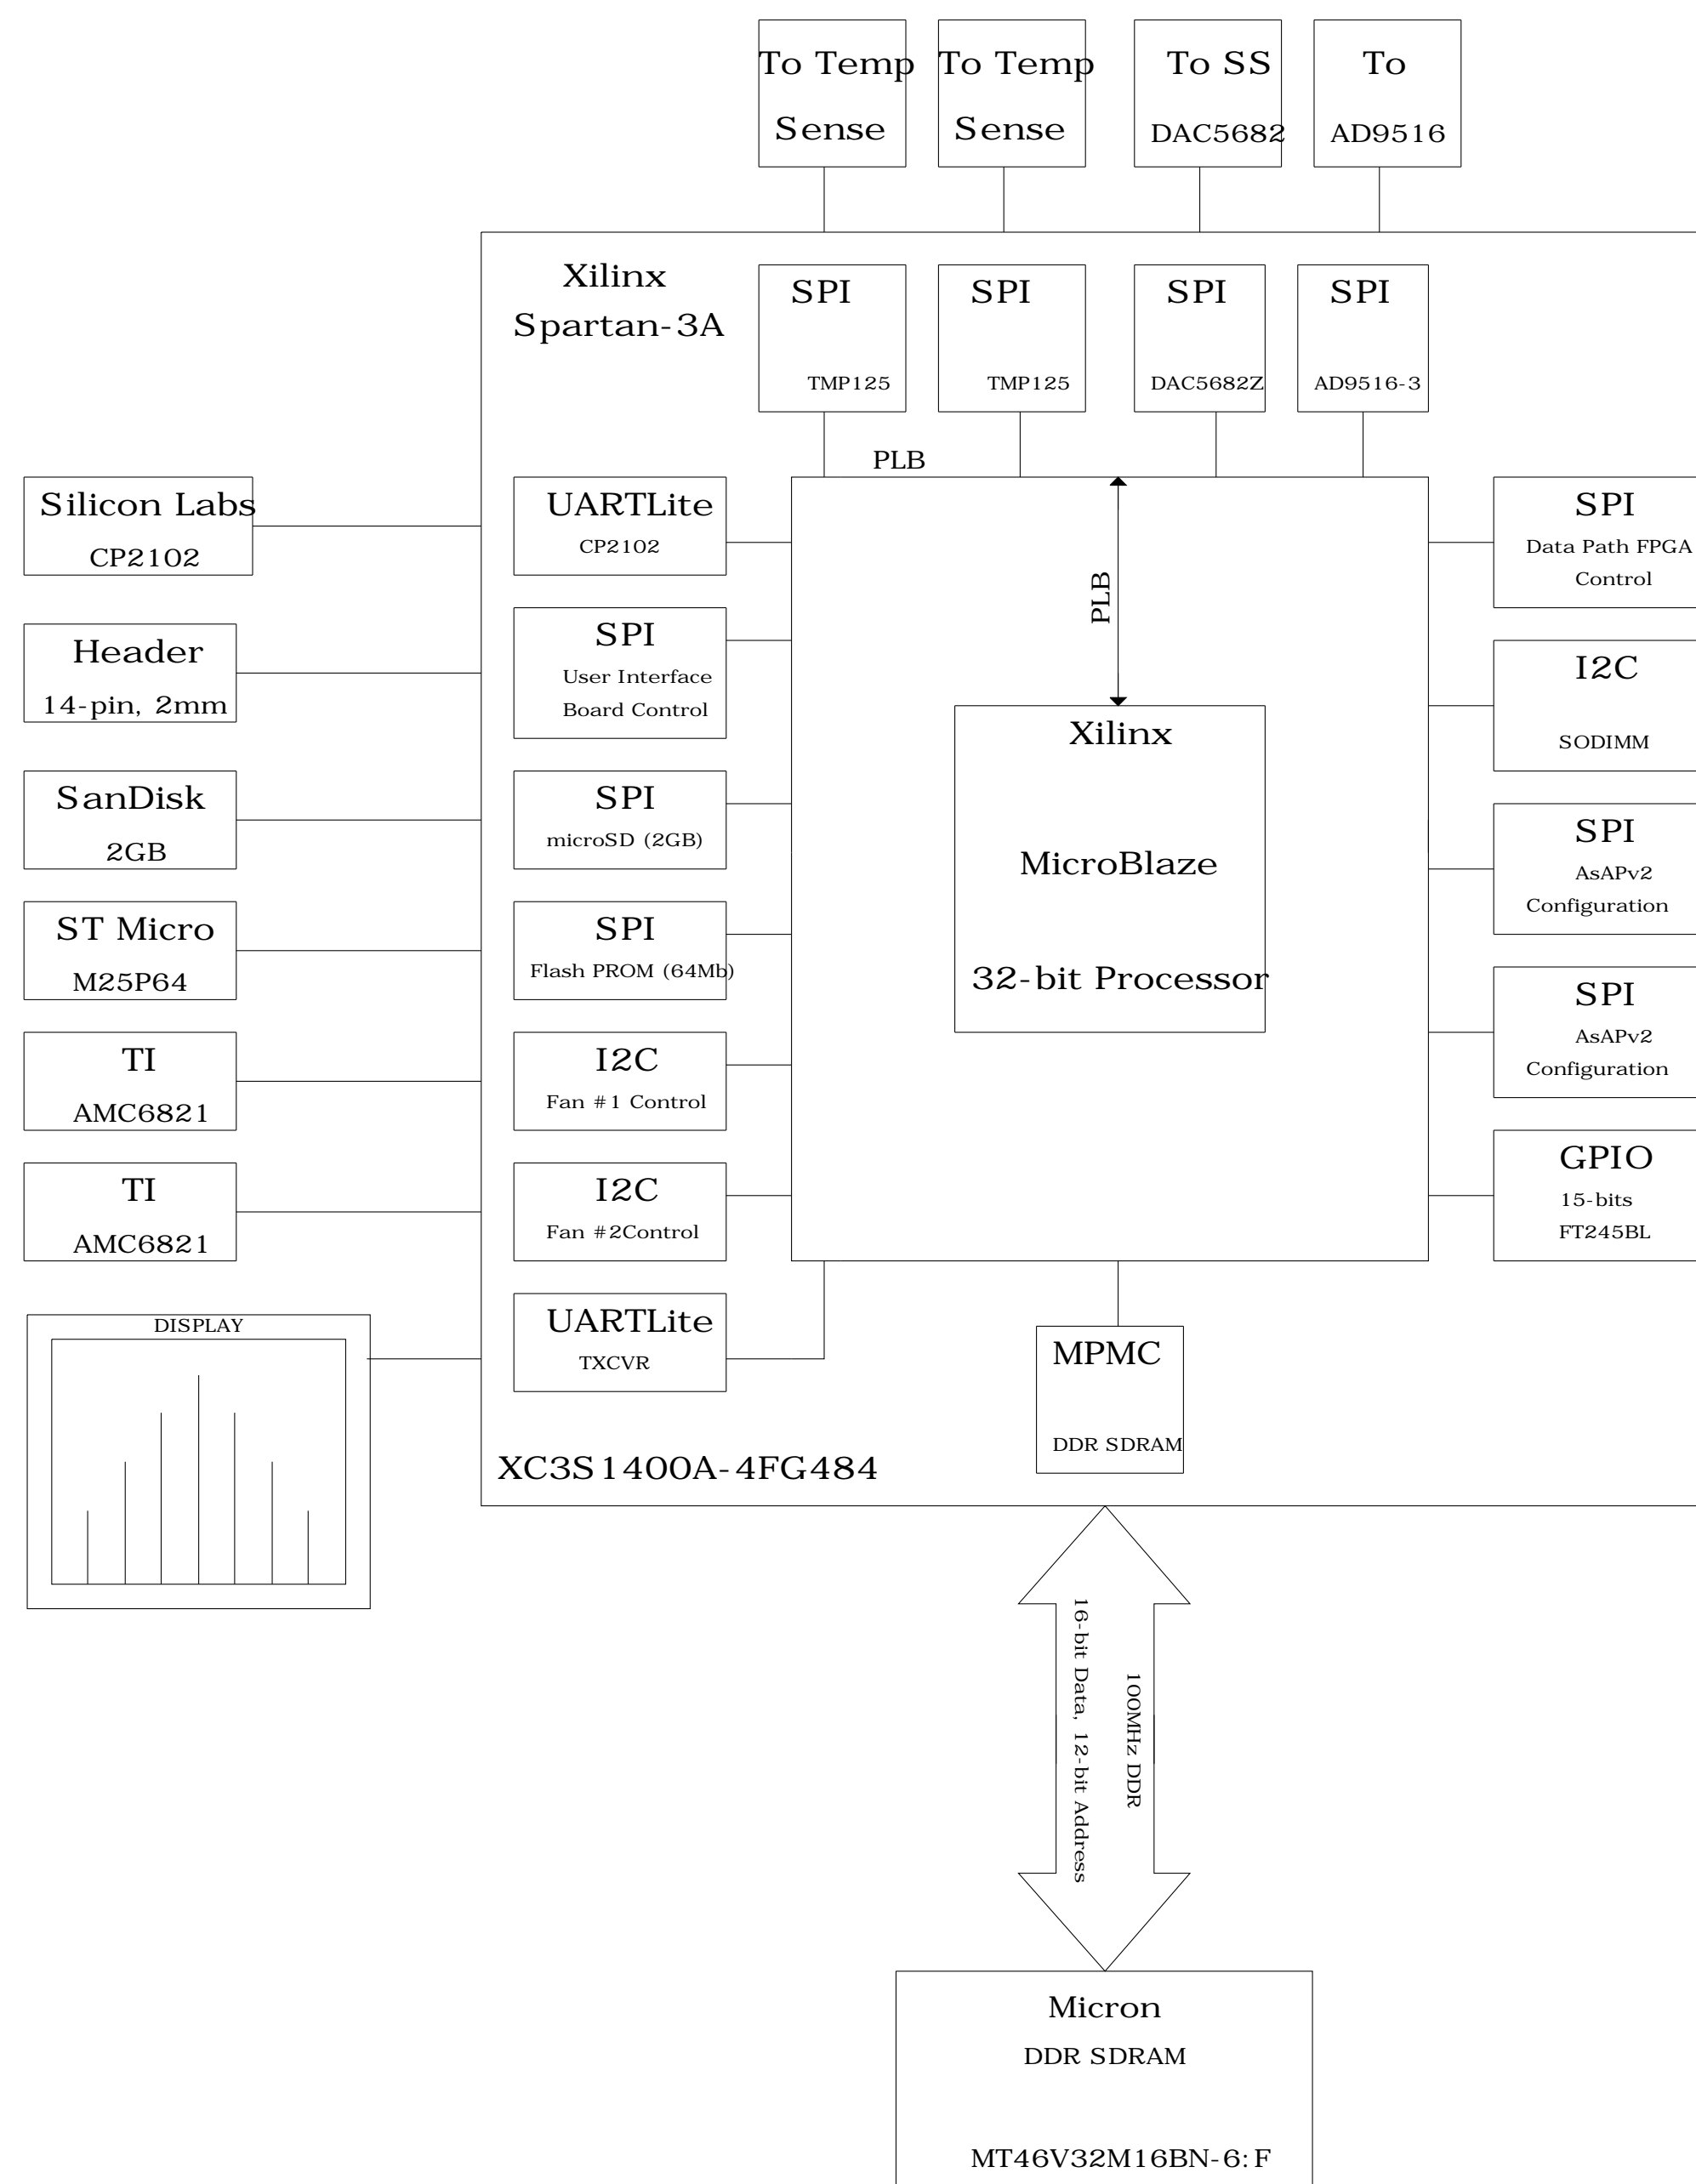 To Temp
Sense
To Temp
Sense
To SS
DAC5682
To
AD9516
Xilinx
Spartan-3A
SPI
TMP125
SPI
TMP125
SPI
DAC5682Z
SPI
AD9516-3
PLB
Silicon Labs
CP2102
Header
14-pin, 2mm
SanDisk
2GB
ST Micro
M25P64
TI
AMC6821
TI
AMC6821
DISPLAY
UARTLite
CP2102
SPI
User Interface
Board Control
SPI
microSD (2GB)
SPI
Flash PROM (64Mb)
I2C
Fan #1 Control
I2C
Fan #2Control
UARTLite
TXCVR
PLB
Xilinx
MicroBlaze
32-bit Processor
SPI
Data Path FPGA
Control
I2C
SODIMM
SPI
AsAPv2
Configuration
SPI
AsAPv2
Configuration
GPIO
15-bits
FT245BL
MPMC
DDR SDRAM
XC3S1400A-4FG484
16-bit Data, 12-bit Address
100MHz DDR
Micron
DDR SDRAM
MT46V32M16BN-6:F